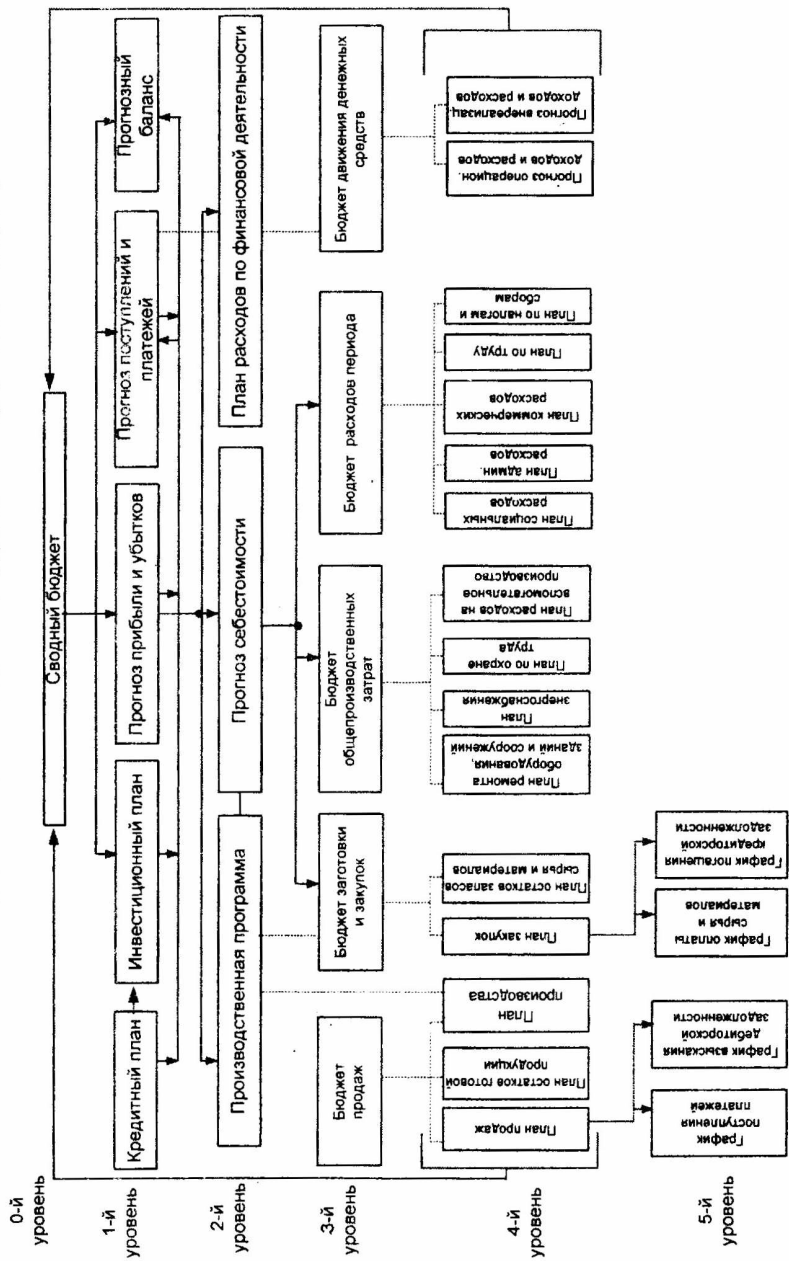 0-й
уровень
Сводный бюджет
1-й
уровень
Кредитный план
Инвестиционный план
Прогноз прибыли и убытков
Прогноз поступлений и
платежей
Прогнозный
баланс
2-й
уровень
Производственная программа
Прогноз себестоимости
План расходов по финансовой деятельности
3-й
уровень
Бюджет
продаж
Бюджет заготовки
и закупок
Бюджет
общепроизводственных
затрат
Бюджет расходов периода
Бюджет движения денежных
средств
4-й
уровень
План продаж
План остатков готовой
продукции
План
производства
План закупок
План остатков запасов
сырья и материалов
План ремонта
оборудования,
зданий и сооружений
План
энергоснабжения
План по охране
труда
План расходов на
вспомогательное
производство
План социальных
расходов
План админ.
расходов
План коммерческих
расходов
План по труду
План по налогам и
сборам
Прогноз операцион.
доходов и расходов
Прогноз внереализац.
доходов и расходов
5-й
уровень
График
поступления
платежей
График взыскания
дебиторской
задолженности
График оплаты
сырья и
материалов
График погашения
кредиторской
задолженности